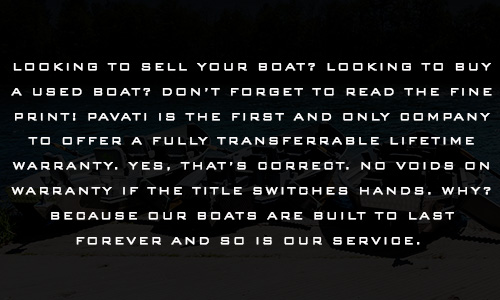 LOOKING TO SELL YOUR BOAT? LOOKING TO BUY
A USED BOAT? DON'T FORGET TO READ THE FINE
PRINT! PAVATI IS THE FIRST AND ONLY COMPANY
TO OFFER A FULLY TRANSFERRABLE LIFETIME
WARRANTY. YES, THAT'S CORRECT. NO VOIDS ON
WARRANTY IF THE TITLE SWITCHES HANDS. WHY?
BECAUSE OUR BOATS ARE BUILT TO LAST
FOREVER AND SO IS OUR SERVICE.